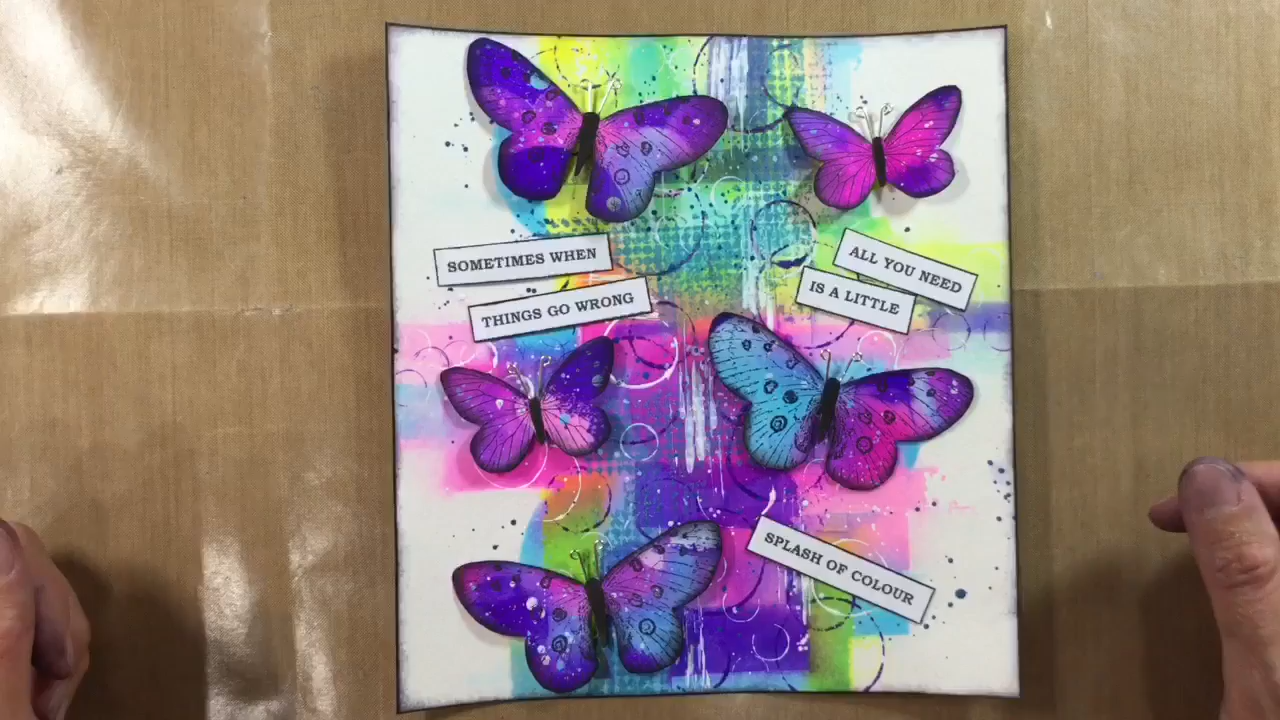 SOMETIMES WHEN
THINGS GO WRONG
ALL YOU NEED
IS A LITTLE
SPLASH OF COLOUR